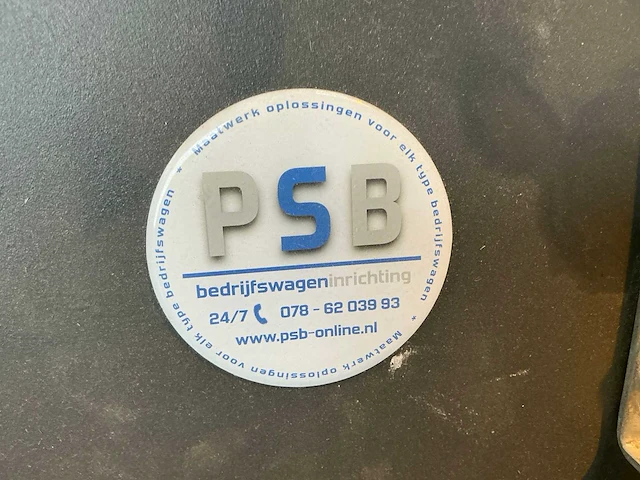 * Maatwerk oplossingen voor elk type bedrijfswagen
PSB
bedrijfswageninrichting
24/7 078 - 62 039 93
www.psb-online.nl
* Maatwerk oplossingen voor elk type bedrijfswagen